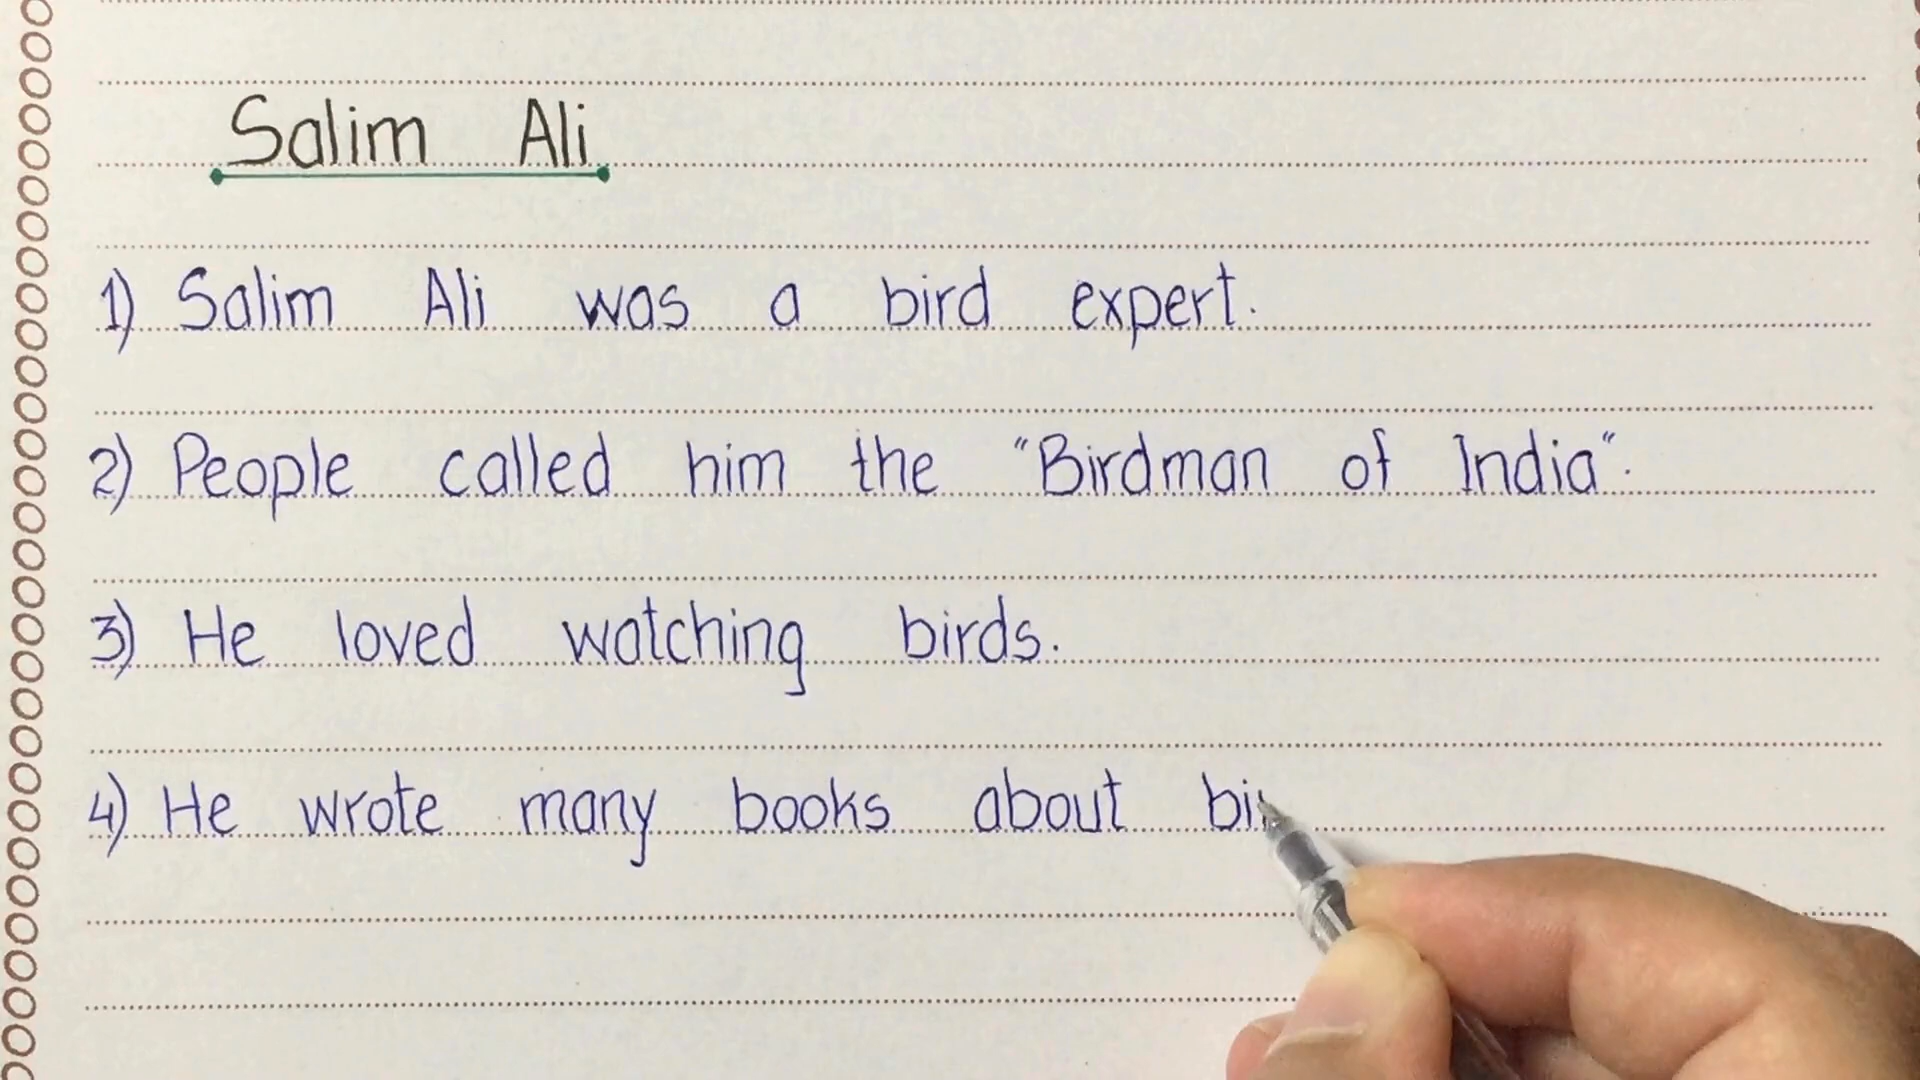 Salim Ali
1) Salim Ali was a bird expert.
2) People called him the "Birdman of India".
3) He loved watching birds.
4) He wrote many books about bi